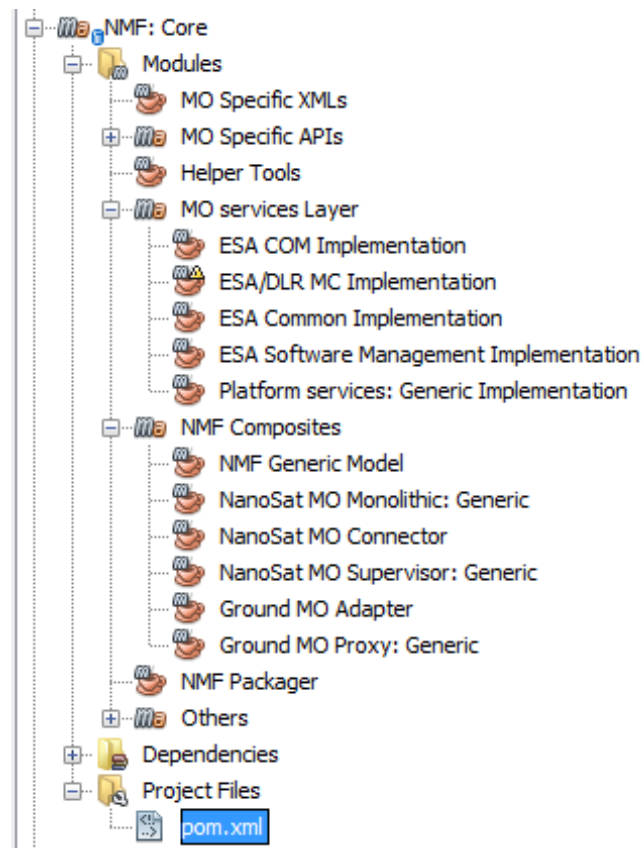 NMF: Core
Modules
MO Specific XMLs
MO Specific APIs
Helper Tools
MO services Layer
ESA COM Implementation
ESA/DLR MC Implementation
ESA Common Implementation
ESA Software Management Implementation
Platform services: Generic Implementation
NMF Composites
NMF Generic Model
NanoSat MO Monolithic: Generic
NanoSat MO Connector
NanoSat MO Supervisor: Generic
Ground MO Adapter
Ground MO Proxy: Generic
NMF Packager
Others
Dependencies
Project Files
pom.xml